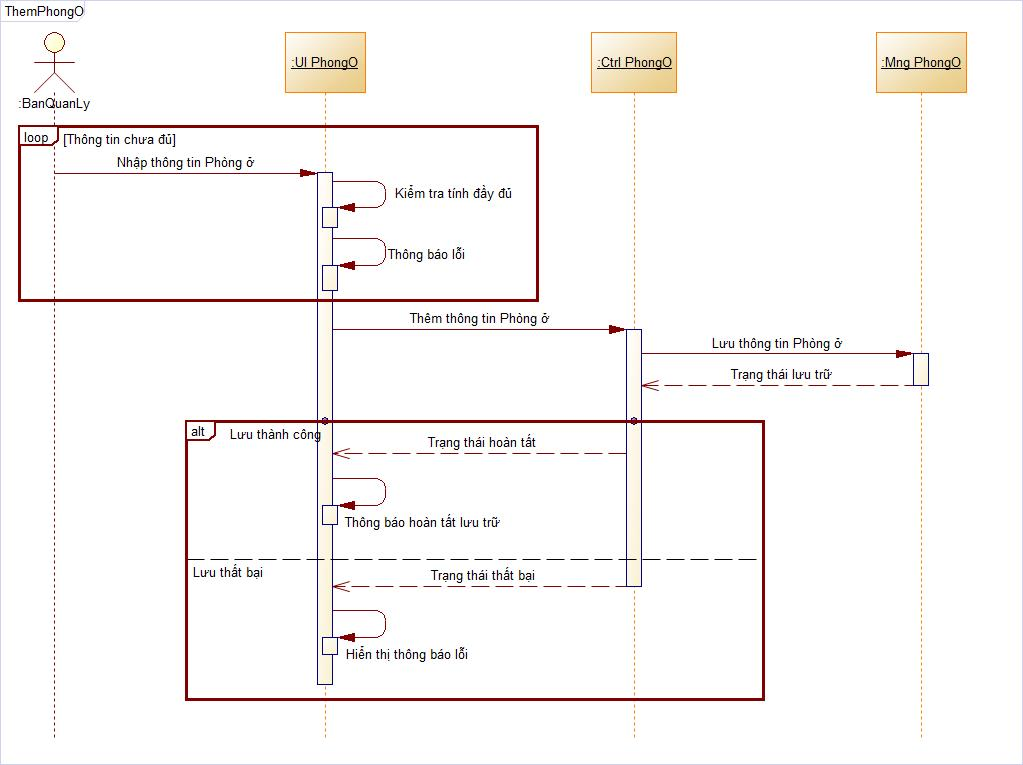 ThemPhongO
:BanQuanLy
:UI PhongO
:Ctrl PhongO
:Mng PhongO
loop
[Thông tin chưa đủ]
Nhập thông tin Phòng ở
Kiểm tra tính đầy đủ
Thông báo lỗi
Thêm thông tin Phòng ở
Lưu thông tin Phòng ở
Trạng thái lưu trữ
alt
Lưu thành công
Trạng thái hoàn tất
Thông báo hoàn tất lưu trữ
Lưu thất bại
Trạng thái thất bại
Hiển thị thông báo lỗi